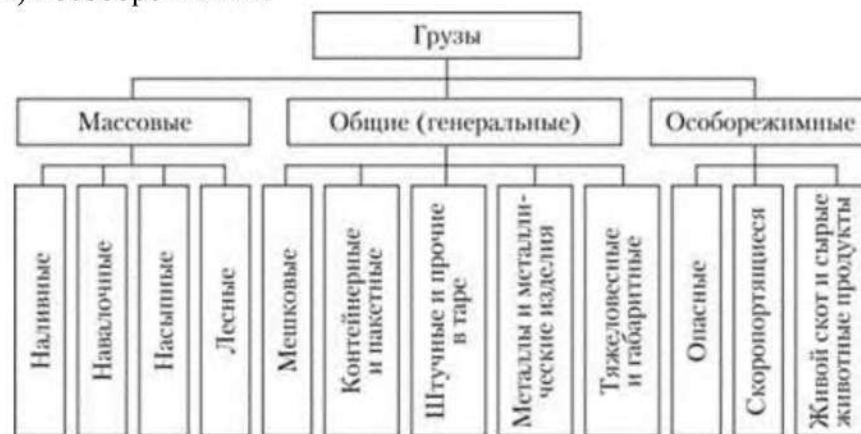 Грузы
Массовые
Общие (генеральные)
Особорежимные
Наливные
Навалочные
Насыпные
Лесные
Мешковые
Контейнерные
и пакетные
Штучные и прочие
в таре
Металлы и металли-
ческие изделия
Тяжеловесные
и габаритные
Опасные
Скоропортящиеся
Живой скот и сырые
животные продукты